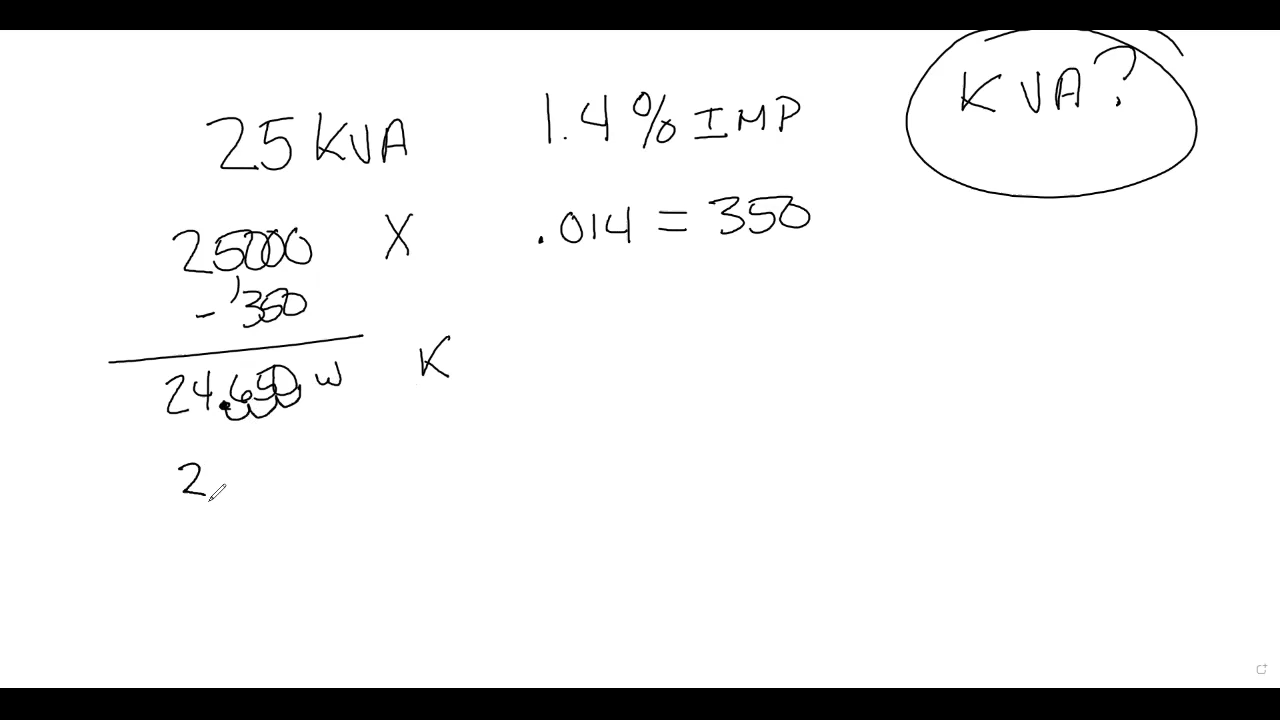 KVA?
25 KVA 1.4% IMP
25000 X .014 = 350
- 350
24.650 W K
2